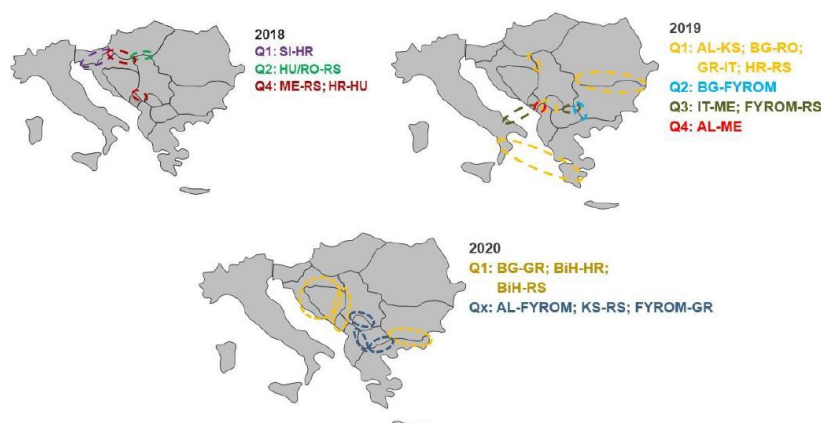 2018
Q1: SI-HR
Q2: HU/RO-RS
Q4: ME-RS; HR-HU
2019
Q1: AL-KS; BG-RO;
GR-IT; HR-RS
Q2: BG-FYROM
Q3: IT-ME; FYROM-RS
Q4: AL-ME
2020
Q1: BG-GR; BiH-HR;
BiH-RS
Qx: AL-FYROM; KS-RS; FYROM-GR